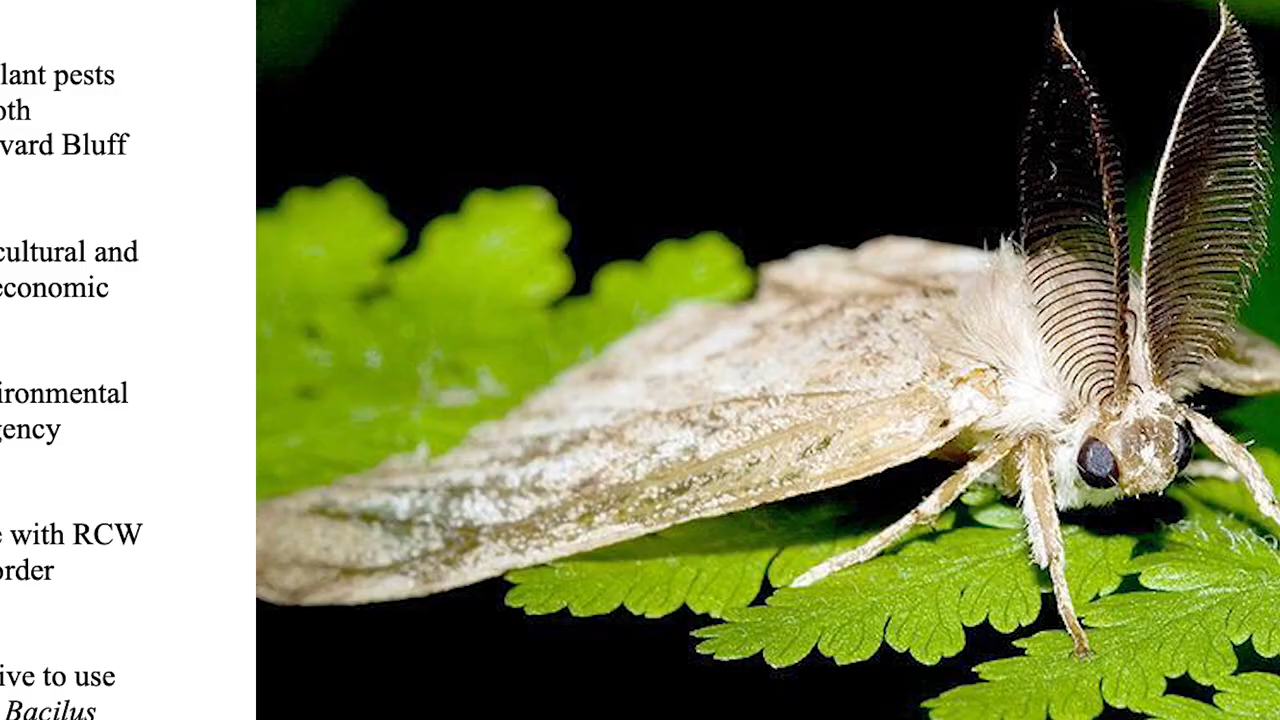 lant pests
oth
vard Bluff
cultural and
economic
ironmental
gency
e with RCW
order
ive to use
Bacilus